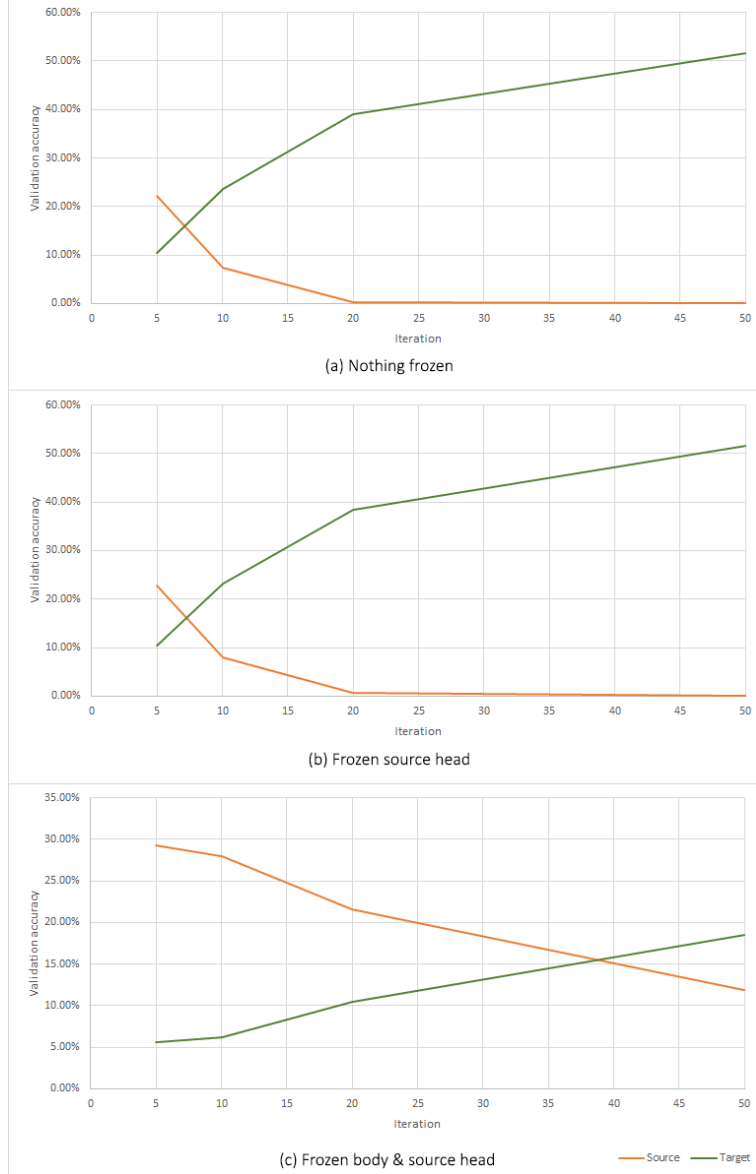 60.00%
50.00%
40.00%
30.00%
20.00%
10.00%
0.00%
Validation accuracy
0 5 10 15 20 25 30 35 40 45 50
Iteration
(a) Nothing frozen
60.00%
50.00%
40.00%
30.00%
20.00%
10.00%
0.00%
Validation accuracy
0 5 10 15 20 25 30 35 40 45 50
Iteration
(b) Frozen source head
35.00%
30.00%
25.00%
20.00%
15.00%
10.00%
5.00%
0.00%
Validation accuracy
0 5 10 15 20 25 30 35 40 45 50
Iteration
(c) Frozen body & source head
Source Target